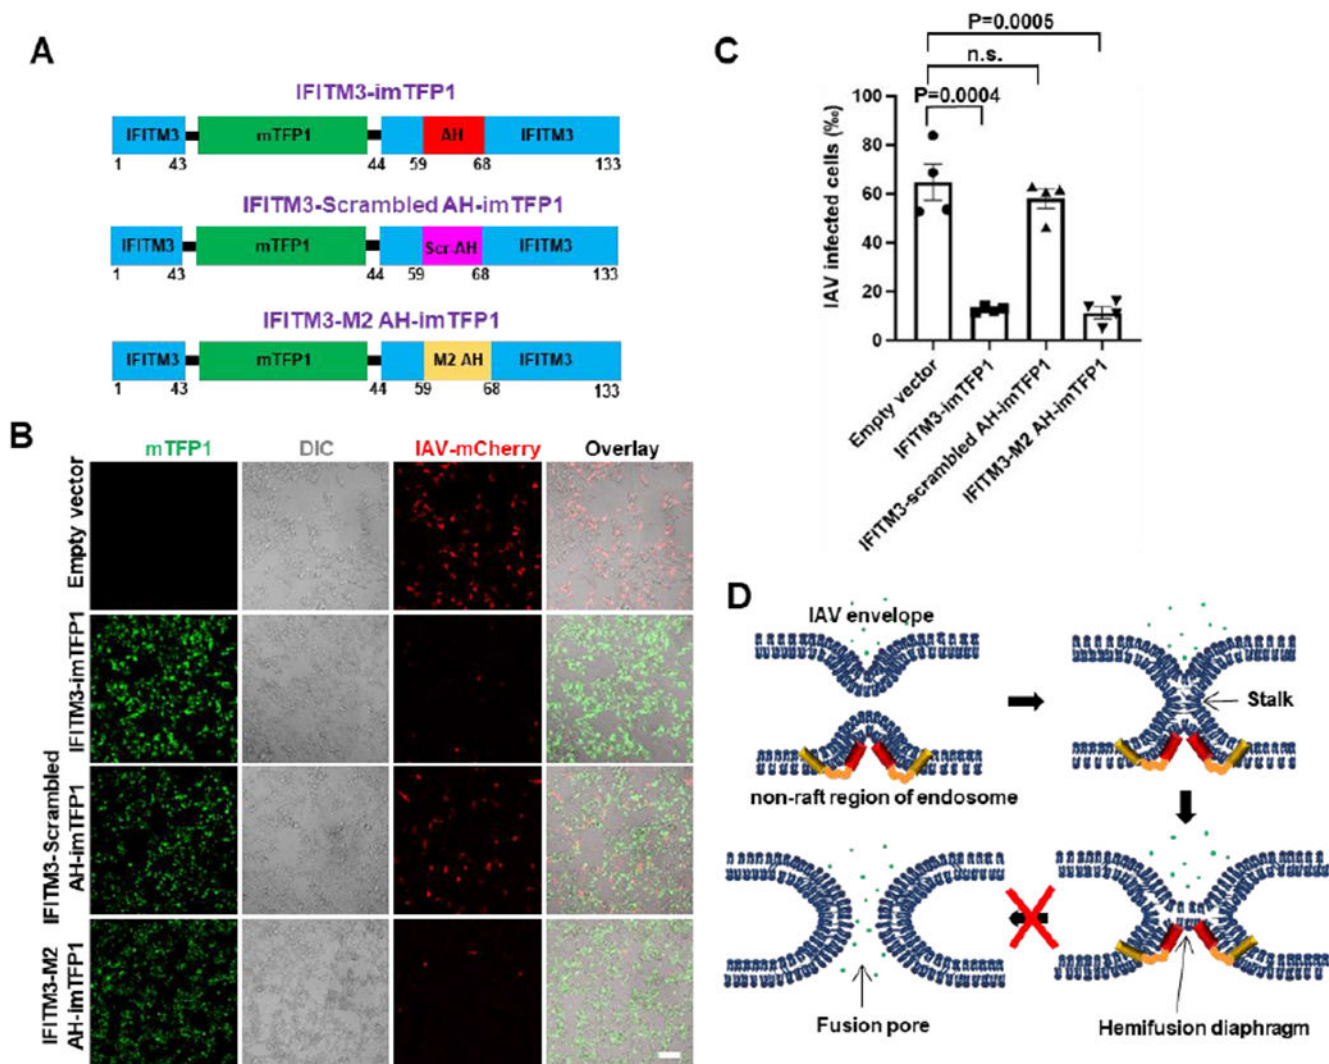 A
IFITM3-imTFP1
IFITM3 mTFP1 AH IFITM3
1 43 44 59 68 133
IFITM3-Scrambled AH-imTFP1
IFITM3 mTFP1 Scr-AH IFITM3
1 43 44 59 68 133
IFITM3-M2 AH-imTFP1
IFITM3 mTFP1 M2 AH IFITM3
1 43 44 59 68 133
B
mTFP1 DIC IAV-mCherry Overlay
Empty vector
IFITM3-imTFP1
IFITM3-Scrambled
AH-imTFP1
IFITM3-M2
AH-imTFP1
C
P=0.0005
n.s.
P=0.0004
IAV infected cells (‰)
100
80
60
40
20
0
Empty vector
IFITM3-imTFP1
IFITM3-scrambled AH-imTFP1
IFITM3-M2 AH-imTFP1
D
IAV envelope
Stalk
non-raft region of endosome
Fusion pore
Hemifusion diaphragm